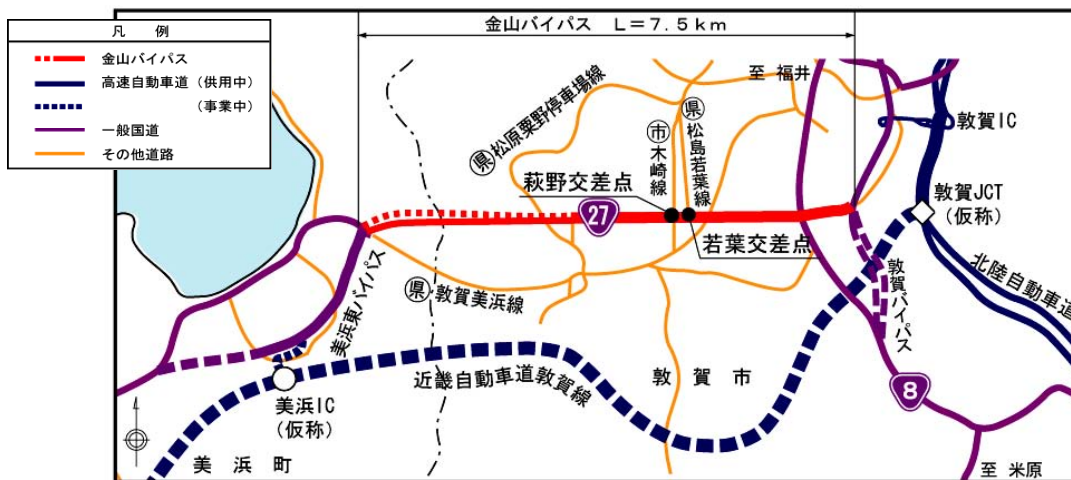 凡 例
金山バイパス
高速自動車道（供用中）
（事業中）
一般国道
その他道路
金山バイパス L＝7.5km
至 福井
敦賀IC
県 松原粟野停車場線
市 木崎線
県 松島若葉線
萩野交差点
27
若葉交差点
敦賀JCT
（仮称）
北陸自動車道
敦賀バイパス
県 敦賀美浜線
美浜東バイパス
近畿自動車道敦賀線
敦賀市
8
美浜IC
（仮称）
美浜町
至 米原